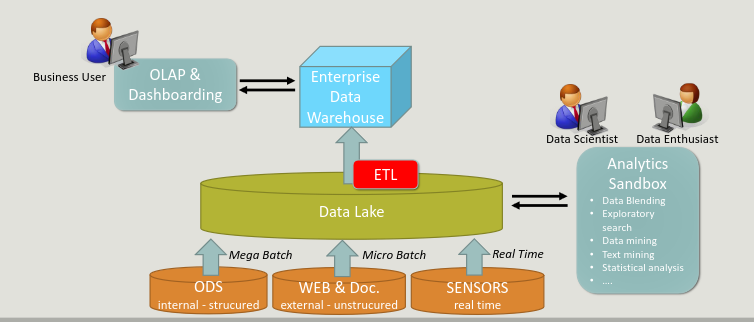 Business User
OLAP &
Dashboarding
Enterprise
Data
Warehouse
Data Scientist
Data Enthusiast
ETL
Data Lake
Analytics
Sandbox
• Data Blending
• Exploratory
search
• Data mining
• Text mining
• Statistical analysis
• ....
Mega Batch
Micro Batch
Real Time
ODS
internal - strucured
WEB & Doc.
external - unstrucured
SENSORS
real time